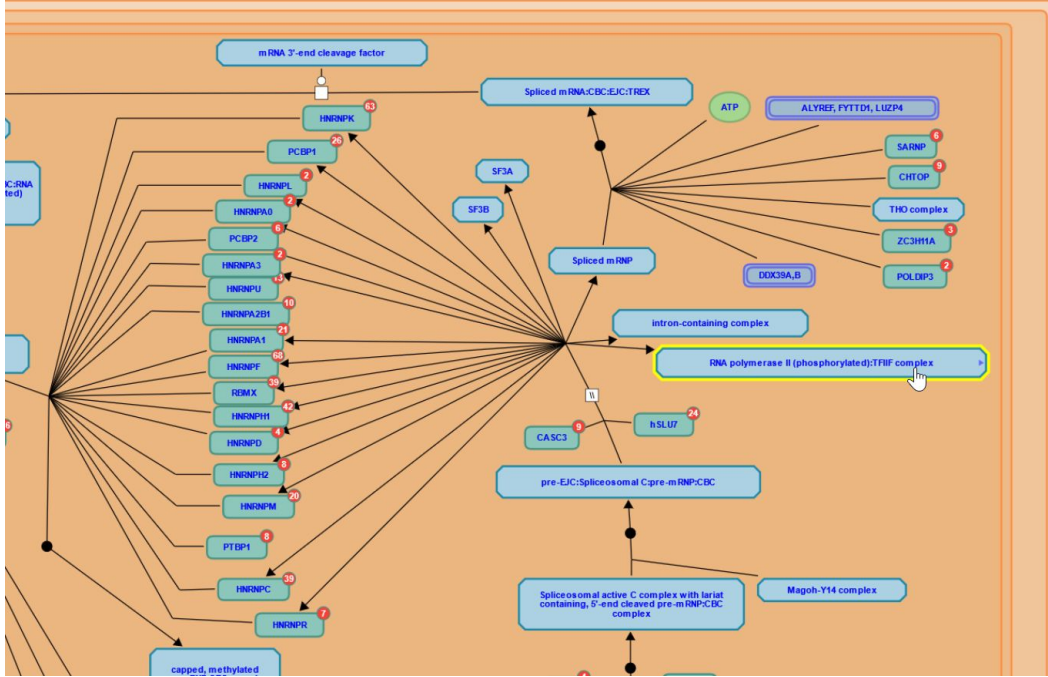 mRNA 3'-end cleavage factor
Spliced mRNA:CBC:EJC:TREX
ATP
ALYREF, FYTTD1, LUZP4
HNRNPK
63
PCBP1
26
SARNP
6
CHTOP
9
SF3A
HNRNPL
2
C:RNA
ted)
SF3B
HNRNPA0
2
THO complex
PCBP2
6
ZC3H11A
3
HNRNPA3
2
Spliced mRNP
DDX39A,B
POLDIP3
2
HNRNPU
HNRNPA2B1
10
intron-containing complex
HNRNPA1
21
HNRNPF
68
RNA polymerase II (phosphorylated):TFIIF complex
RBMX
39
\\
HNRNPH1
42
hSLU7
24
6
CASC3
9
HNRNPD
4
HNRNPH2
8
pre-EJC:Spliceosomal C:pre-mRNP:CBC
HNRNPM
20
PTBP1
8
HNRNPC
39
Spliceosomal active C complex with lariat
containing, 5'-end cleaved pre-mRNP:CBC
complex
Magoh-Y14 complex
HNRNPR
7
capped, methylated